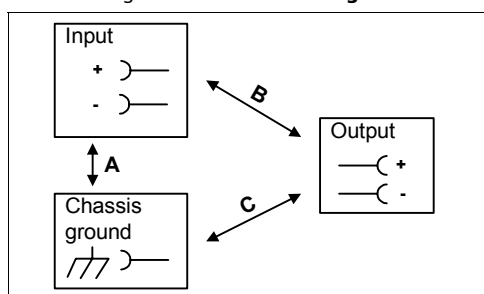 Input
+
-
B
Output
+
-
A
C
Chassis
ground